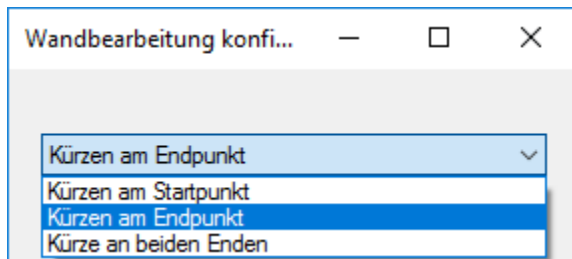 Wandbearbeitung konfi...
Kürzen am Endpunkt
Kürzen am Startpunkt
Kürzen am Endpunkt
Kürze an beiden Enden